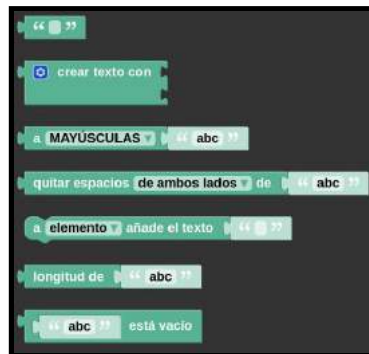 “ ”
crear texto con
a MAYÚSCULAS “ abc ”
quitar espacios de ambos lados de “ abc ”
a elemento añade el texto “ ”
longitud de “ abc ”
“ abc ” está vacío